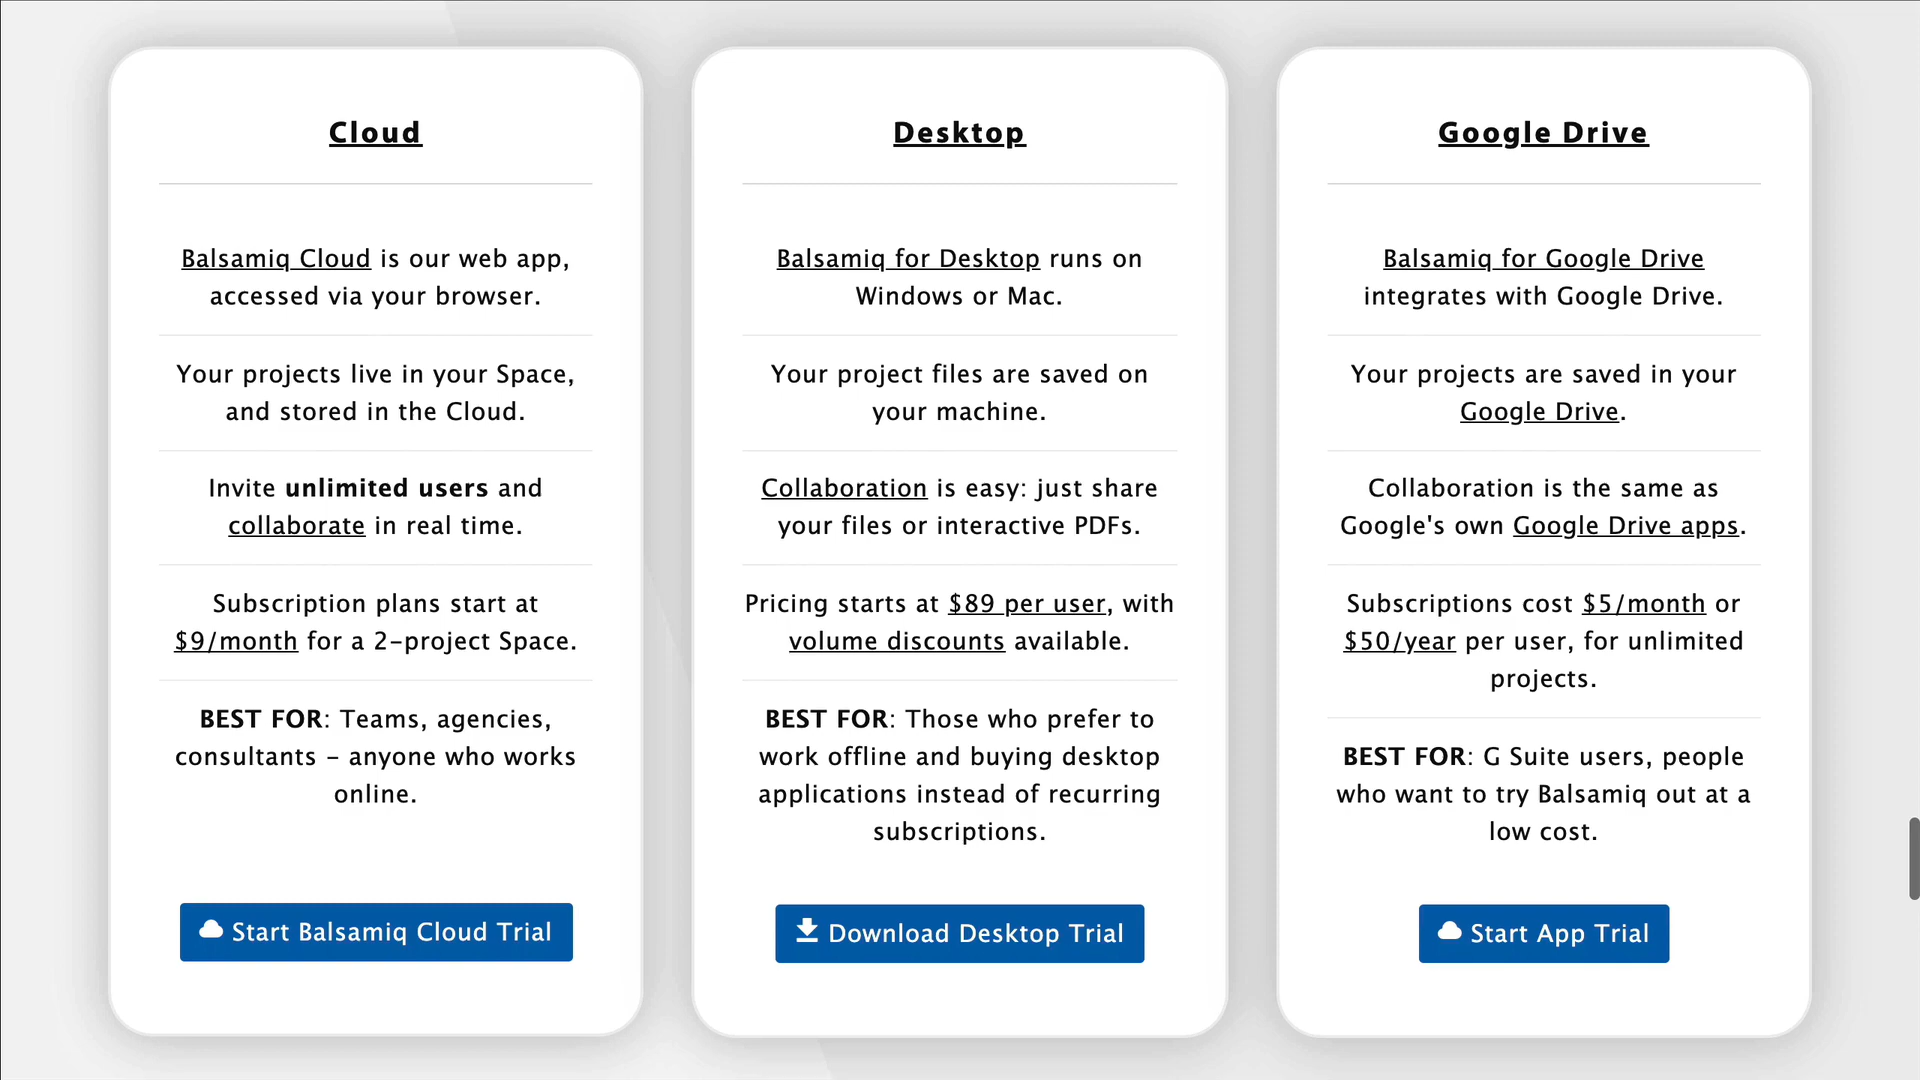 Cloud
Balsamiq Cloud is our web app,
accessed via your browser.
Your projects live in your Space,
and stored in the Cloud.
Invite unlimited users and
collaborate in real time.
Subscription plans start at
$9/month for a 2-project Space.
BEST FOR: Teams, agencies,
consultants – anyone who works
online.
Start Balsamiq Cloud Trial
Desktop
Balsamiq for Desktop runs on
Windows or Mac.
Your project files are saved on
your machine.
Collaboration is easy: just share
your files or interactive PDFs.
Pricing starts at $89 per user, with
volume discounts available.
BEST FOR: Those who prefer to
work offline and buying desktop
applications instead of recurring
subscriptions.
Download Desktop Trial
Google Drive
Balsamiq for Google Drive
integrates with Google Drive.
Your projects are saved in your
Google Drive.
Collaboration is the same as
Google's own Google Drive apps.
Subscriptions cost $5/month or
$50/year per user, for unlimited
projects.
BEST FOR: G Suite users, people
who want to try Balsamiq out at a
low cost.
Start App Trial